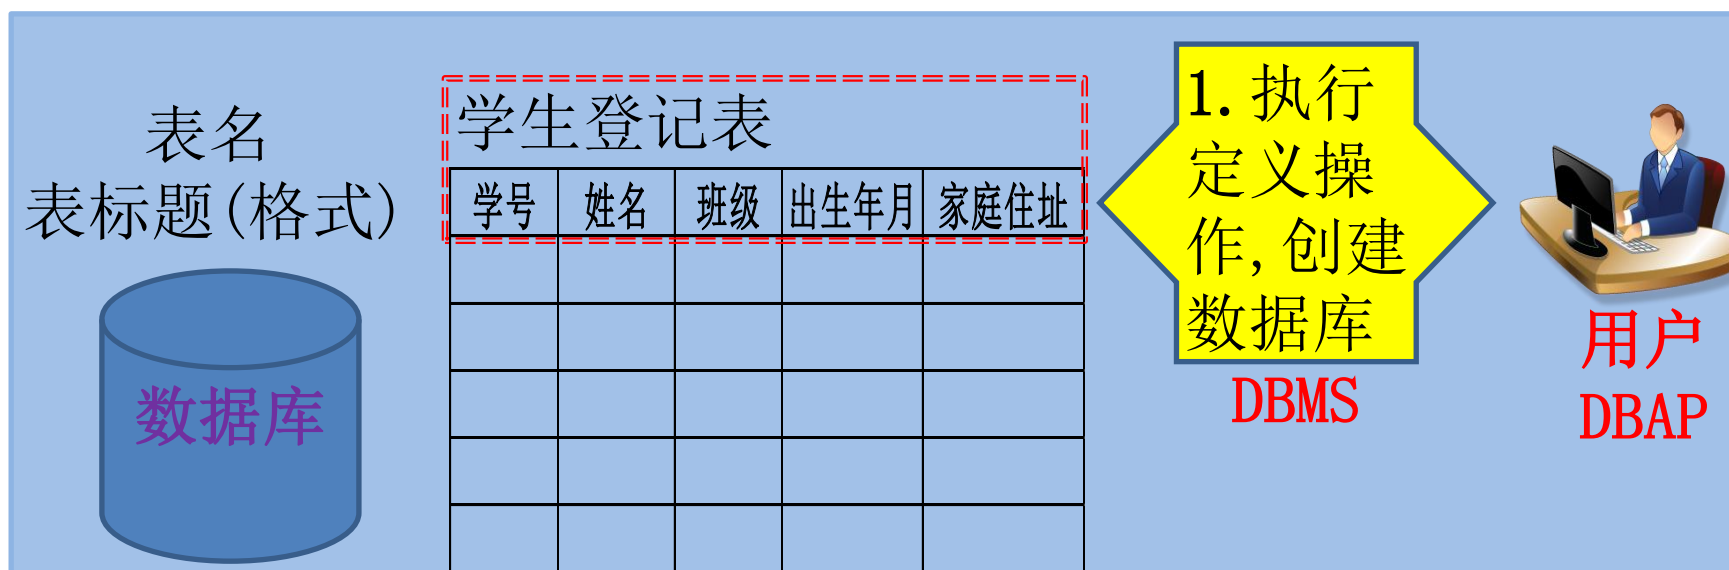 表名
表标题(格式)
数据库
学生登记表
学号 姓名 班级 出生年月 家庭住址
1.执行
定义操
作,创建
数据库
DBMS
用户
DBAP